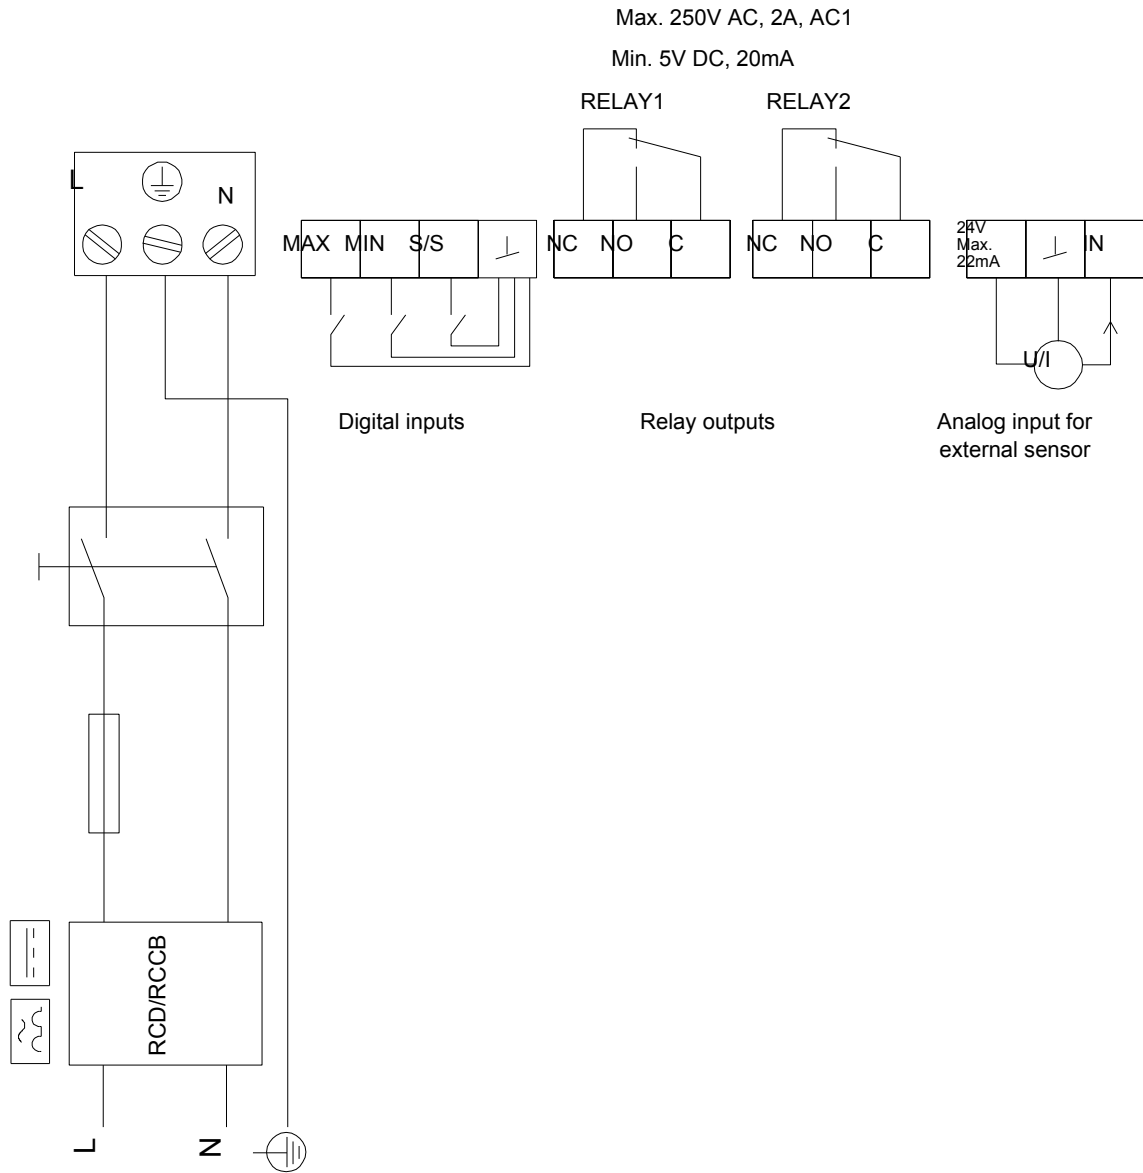 Max. 250V AC, 2A, AC1
Min. 5V DC, 20mA
RELAY1 RELAY2
L N
MAX MIN S/S NC NO C NC NO C 24V Max. 22mA IN
U/I
Digital inputs Relay outputs Analog input for
external sensor
RCD/RCCB
L N